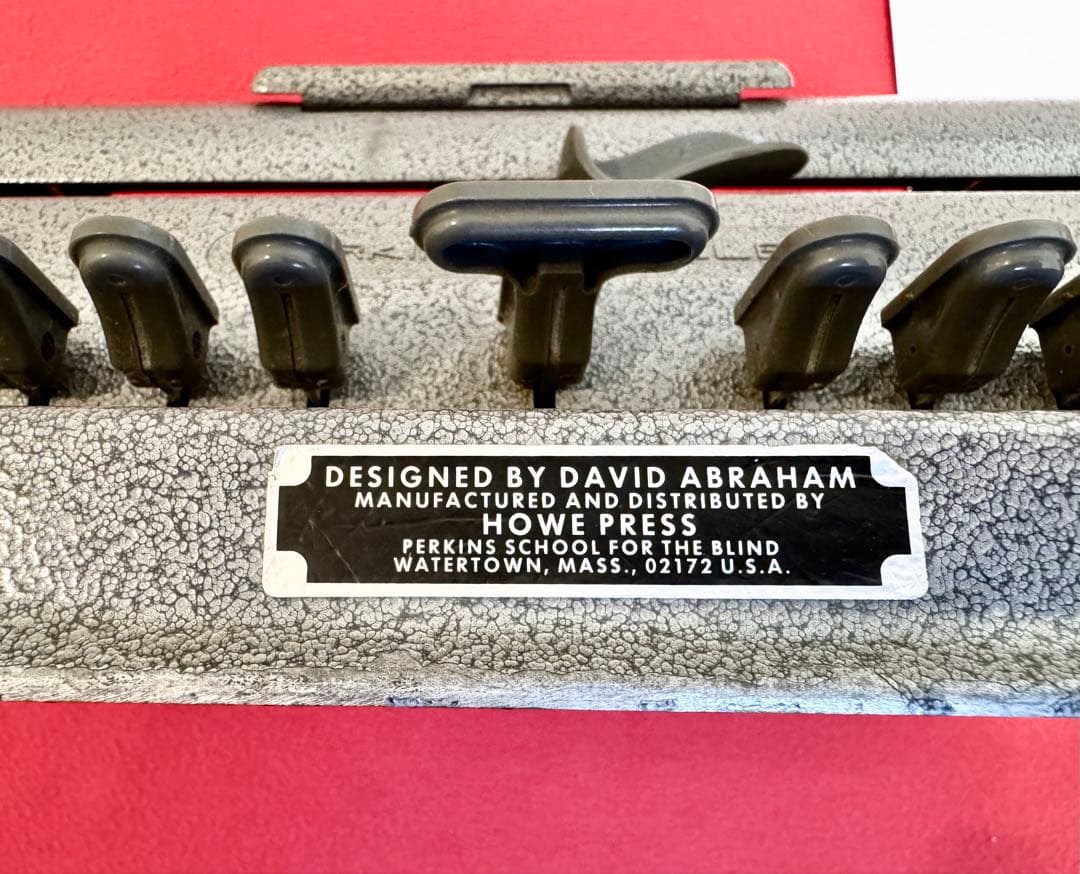 DESIGNED BY DAVID ABRAHAM
MANUFACTURED AND DISTRIBUTED BY
HOWE PRESS
PERKINS SCHOOL FOR THE BLIND
WATERTOWN, MASS., 02172 U.S.A.